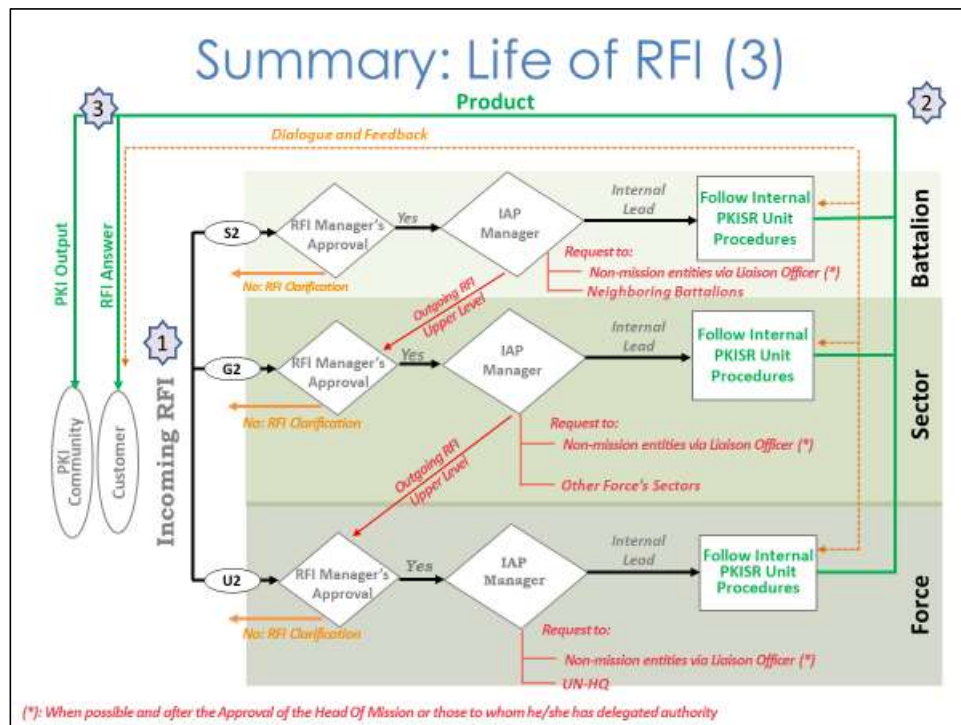 Summary: Life of RFI (3)
Product
3
2
Dialogue and Feedback
PKI Output
RFI Answer
PKI
Community
Customer
1
Incoming RFI
Battalion
S2
RFI Manager's
Approval
Yes
IAP
Manager
Internal
Lead
Follow Internal
PKISR Unit
Procedures
No: RFI Clarification
Request to:
Non-mission entities via Liaison Officer (*)
Neighboring Battalions
Outgoing RFI
Upper Level
Sector
G2
RFI Manager's
Approval
Yes
IAP
Manager
Internal
Lead
Follow Internal
PKISR Unit
Procedures
No: RFI Clarification
Request to:
Non-mission entities via Liaison Officer (*)
Other Force's Sectors
Outgoing RFI
Upper Level
Force
U2
RFI Manager's
Approval
Yes
IAP
Manager
Internal
Lead
Follow Internal
PKISR Unit
Procedures
No: RFI Clarification
Request to:
Non-mission entities via Liaison Officer (*)
UN-HQ
(*): When possible and after the Approval of the Head Of Mission or those to whom he/she has delegated authority